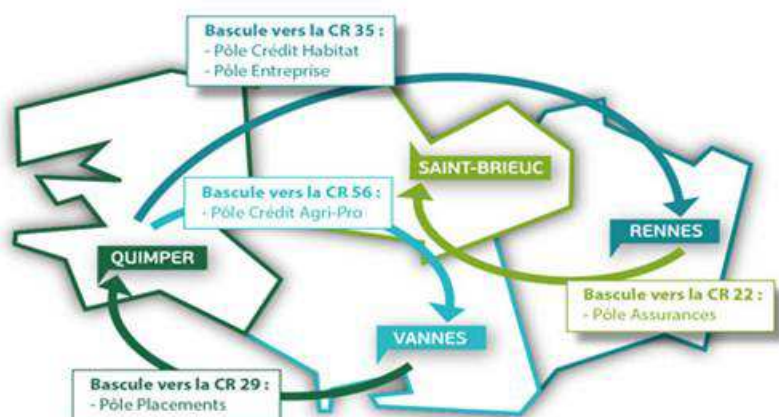 Bascule vers la CR 35 :
- Pôle Crédit Habitat
- Pôle Entreprise
SAINT-BRIEUC
Bascule vers la CR 56 :
- Pôle Crédit Agri-Pro
RENNES
QUIMPER
Bascule vers la CR 22 :
- Pôle Assurances
VANNES
Bascule vers la CR 29 :
- Pôle Placements